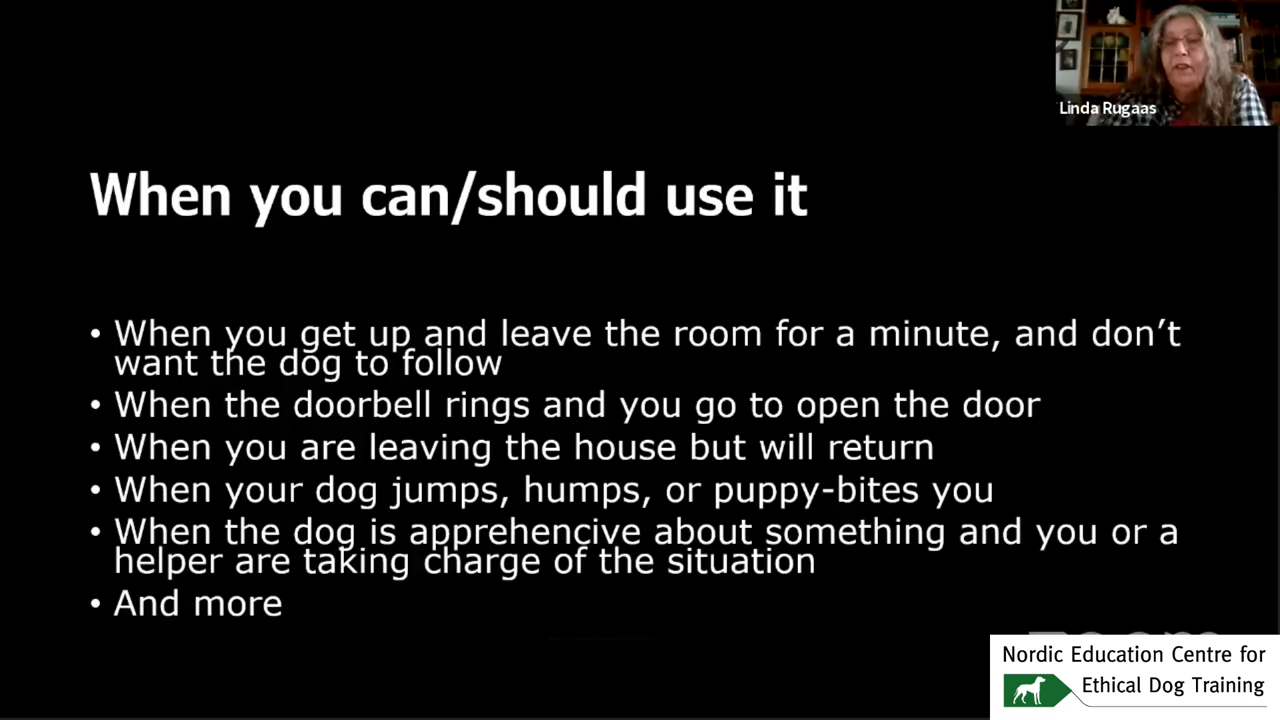 Linda Rugaas
When you can/should use it
• When you get up and leave the room for a minute, and don't
want the dog to follow
• When the doorbell rings and you go to open the door
• When you are leaving the house but will return
• When your dog jumps, humps, or puppy-bites you
• When the dog is apprehencive about something and you or a
helper are taking charge of the situation
• And more
zoom
Nordic Education Centre for
Ethical Dog Training